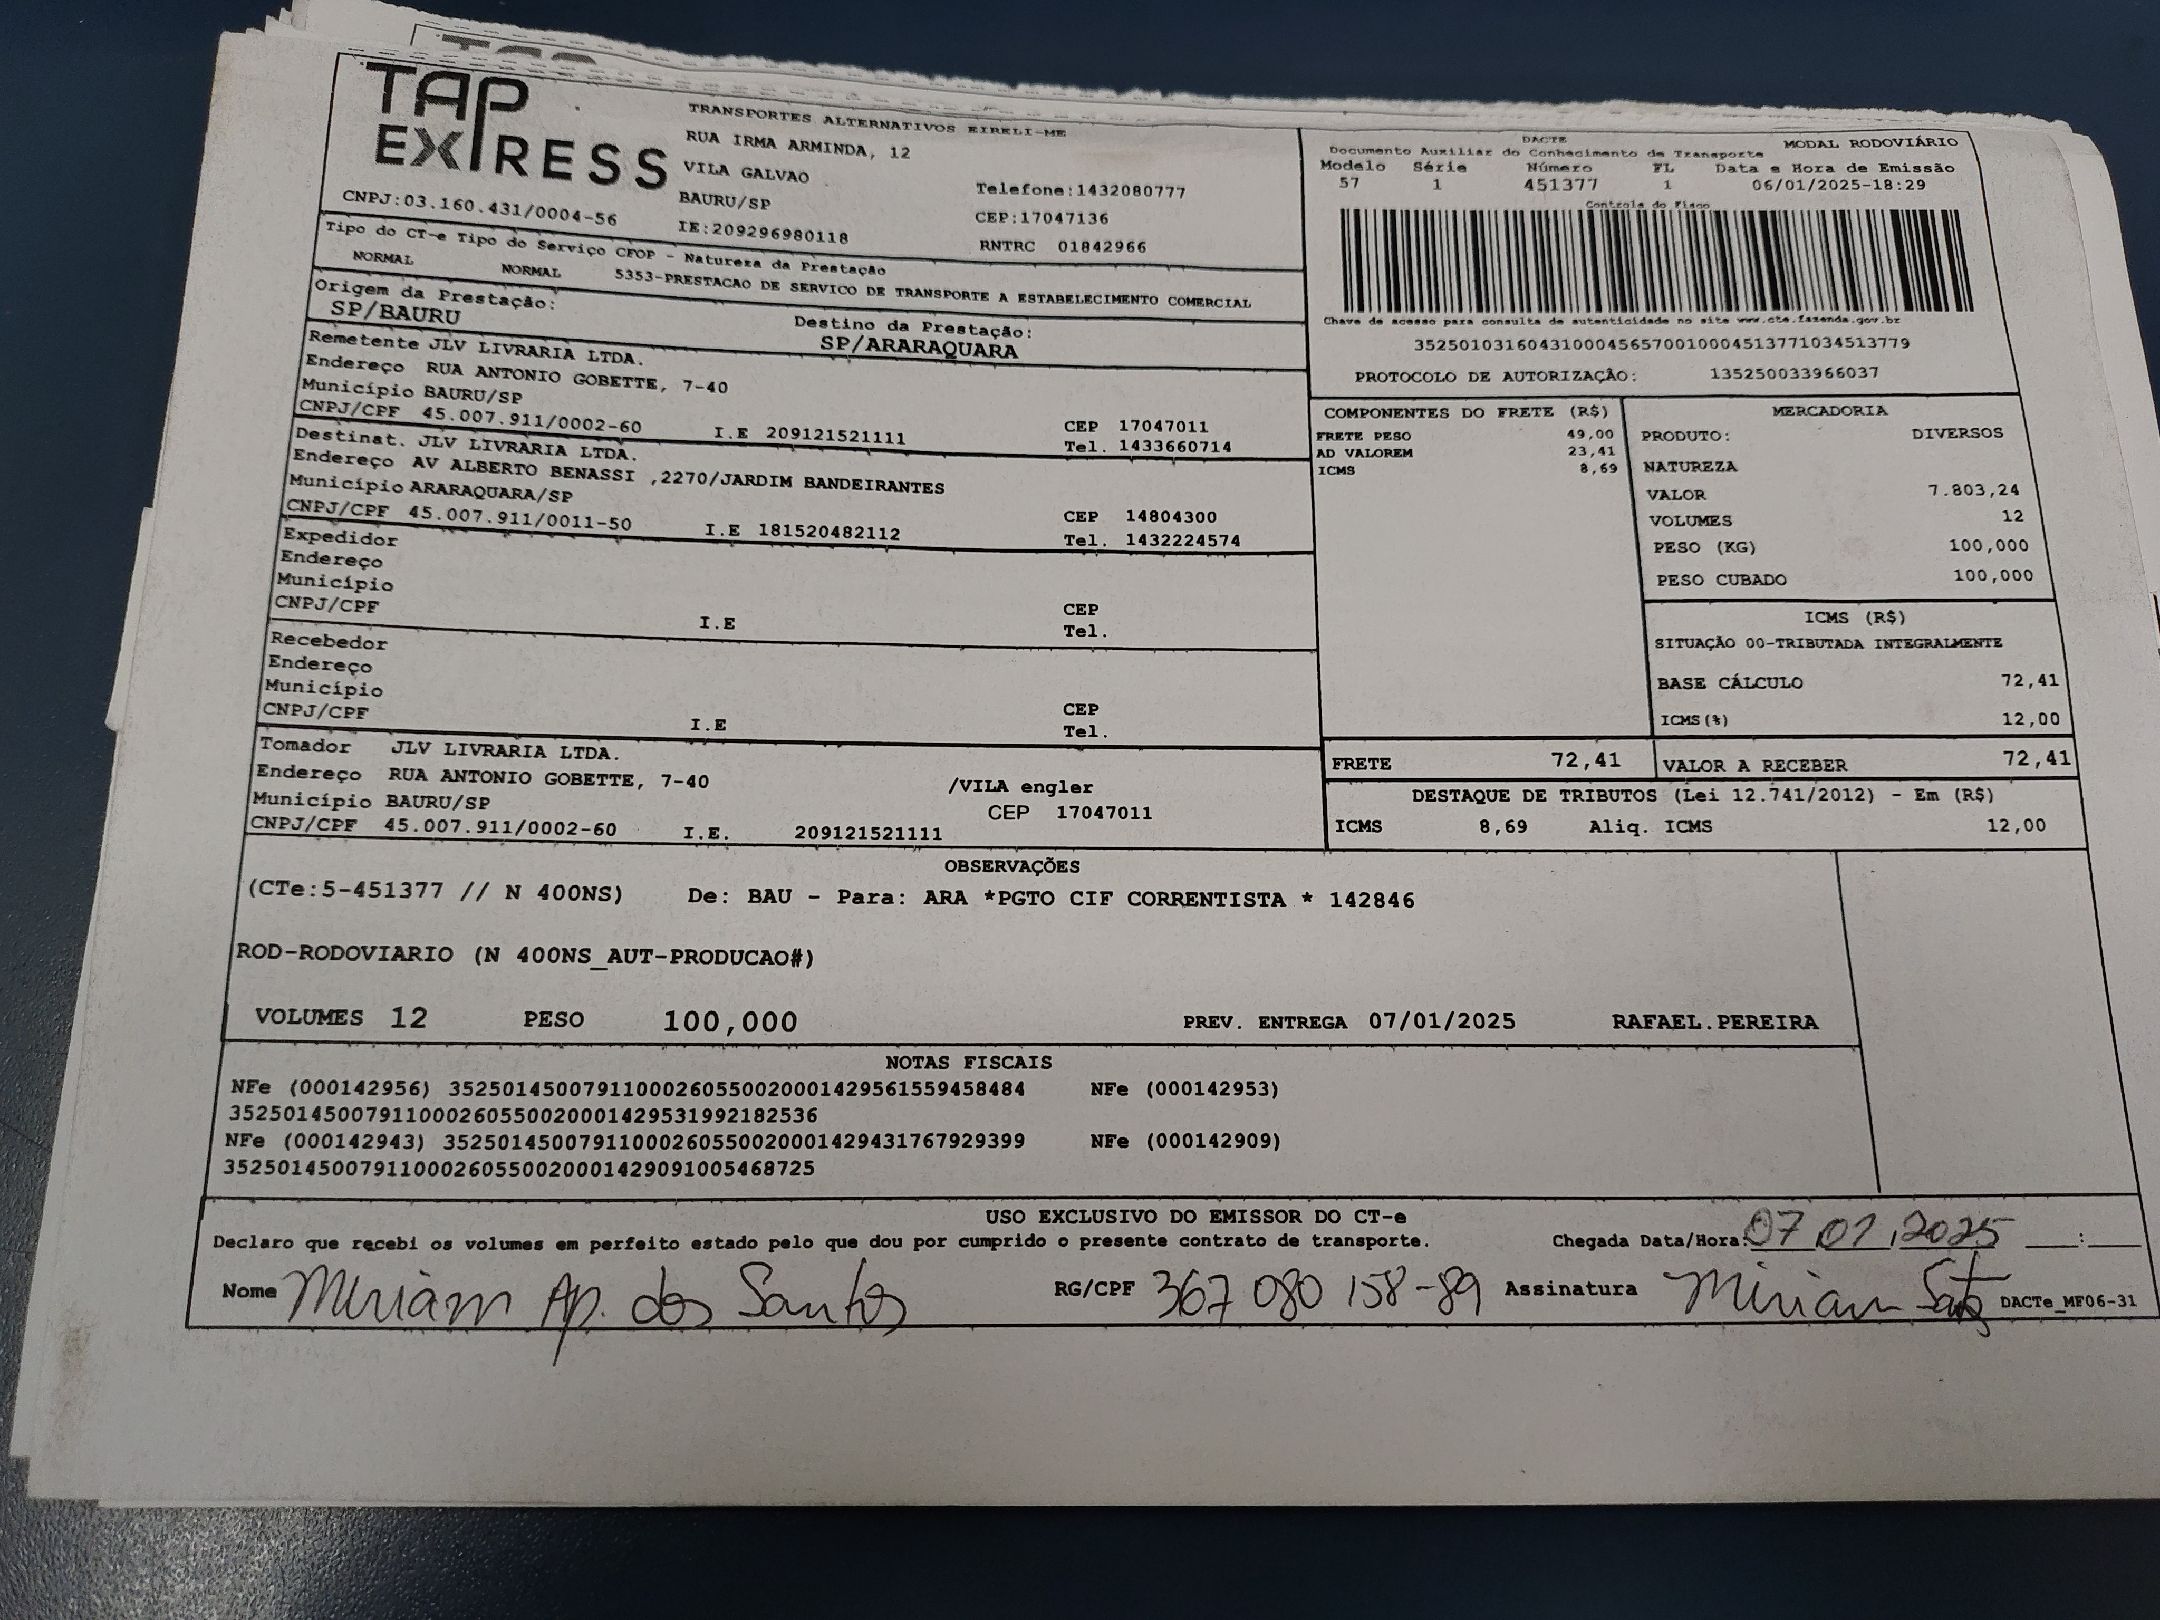 TAP
EXPRESS
TRANSPORTES ALTERNATIVOS EIRELI-ME
RUA IRMA ARMINDA, 12
VILA GALVAO
Telefone:1432080777
CNPJ:03.160.431/0004-56
BAURU/SP
CEP:17047136
IE:209296980118
RNTRC 01842966
DACTE
MODAL RODOVIÁRIO
Documento Auxiliar do Conhecimento de Transporte
Modelo Série Número FL Data e Hora de Emissão
57 1 451377 1 06/01/2025-18:29
Controle do Fisco
Chave de acesso para consulta de autenticidade no site www.cte.fazenda.gov.br
35250103160431000456570010004513771034513779
PROTOCOLO DE AUTORIZAÇÃO: 135250033966037
Tipo do CT-e Tipo do Serviço CFOP - Natureza da Prestação
NORMAL NORMAL 5353-PRESTACAO DE SERVICO DE TRANSPORTE A ESTABELECIMENTO COMERCIAL
Origem da Prestação: Destino da Prestação:
SP/BAURU SP/ARARAQUARA
Remetente JLV LIVRARIA LTDA.
Endereço RUA ANTONIO GOBETTE, 7-40
Município BAURU/SP CEP 17047011
CNPJ/CPF 45.007.911/0002-60 I.E 209121521111 Tel. 1433660714
Destinat. JLV LIVRARIA LTDA.
Endereço AV ALBERTO BENASSI ,2270/JARDIM BANDEIRANTES
Município ARARAQUARA/SP CEP 14804300
CNPJ/CPF 45.007.911/0011-50 I.E 181520482112 Tel. 1432224574
Expedidor
Endereço
Município CEP
CNPJ/CPF I.E Tel.
Recebedor
Endereço
Município CEP
CNPJ/CPF I.E Tel.
Tomador JLV LIVRARIA LTDA.
Endereço RUA ANTONIO GOBETTE, 7-40 /VILA engler
Município BAURU/SP CEP 17047011
CNPJ/CPF 45.007.911/0002-60 I.E. 209121521111
COMPONENTES DO FRETE (R$)
FRETE PESO 49,00
AD VALOREM 23,41
ICMS 8,69
MERCADORIA
PRODUTO: DIVERSOS
NATUREZA
VALOR 7.803,24
VOLUMES 12
PESO (KG) 100,000
PESO CUBADO 100,000
ICMS (R$)
SITUAÇÃO 00-TRIBUTADA INTEGRALMENTE
BASE CÁLCULO 72,41
ICMS(%) 12,00
FRETE 72,41 VALOR A RECEBER 72,41
DESTAQUE DE TRIBUTOS (Lei 12.741/2012) - Em (R$)
ICMS 8,69 Aliq. ICMS 12,00
OBSERVAÇÕES
(CTe:5-451377 // N 400NS) De: BAU - Para: ARA *PGTO CIF CORRENTISTA * 142846
ROD-RODOVIARIO (N 400NS_AUT-PRODUCAO#)
VOLUMES 12 PESO 100,000 PREV. ENTREGA 07/01/2025 RAFAEL.PEREIRA
NOTAS FISCAIS
NFe (000142956) 35250145007911000260550020001429561559458484 NFe (000142953)
35250145007911000260550020001429531992182536
NFe (000142943) 35250145007911000260550020001429431767929399 NFe (000142909)
35250145007911000260550020001429091005468725
USO EXCLUSIVO DO EMISSOR DO CT-e
Declaro que recebi os volumes em perfeito estado pelo que dou por cumprido o presente contrato de transporte. Chegada Data/Hora: 07 01, 2025 ___:___
Nome Miriam Ap. dos Santos RG/CPF 367 080 158-89 Assinatura Miriam DACTe_MF06-31